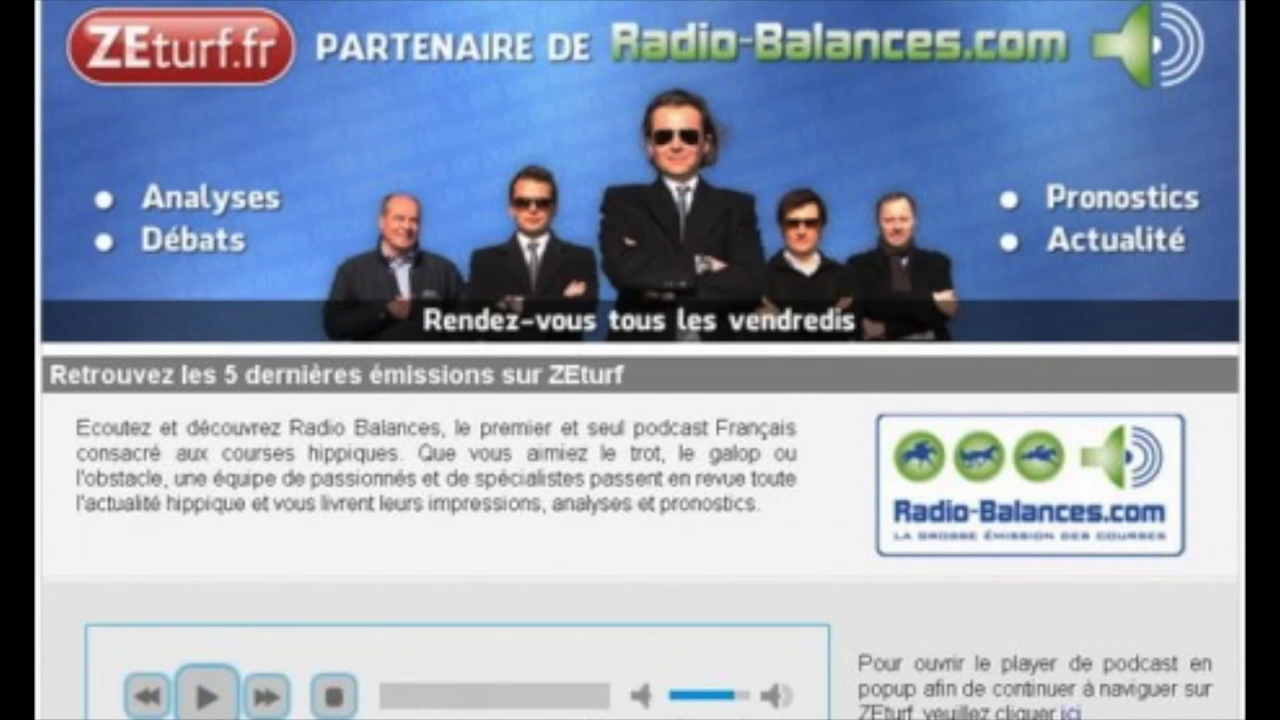 ZEturf.fr PARTENAIRE DE Radio-Balances.com
Analyses
Débats
Pronostics
Actualité
Rendez-vous tous les vendredis
Retrouvez les 5 dernières émissions sur ZEturf
Ecoutez et découvrez Radio Balances, le premier et seul podcast Français
consacré aux courses hippiques. Que vous aimiez le trot, le galop ou
l'obstacle, une équipe de passionnés et de spécialistes passent en revue toute
l'actualité hippique et vous livrent leurs impressions, analyses et pronostics.
Radio-Balances.com
LA GROSSE ÉMISSION DES COURSES
Pour ouvrir le player de podcast en
popup afin de continuer à naviguer sur
ZEturf, veuillez cliquer ici